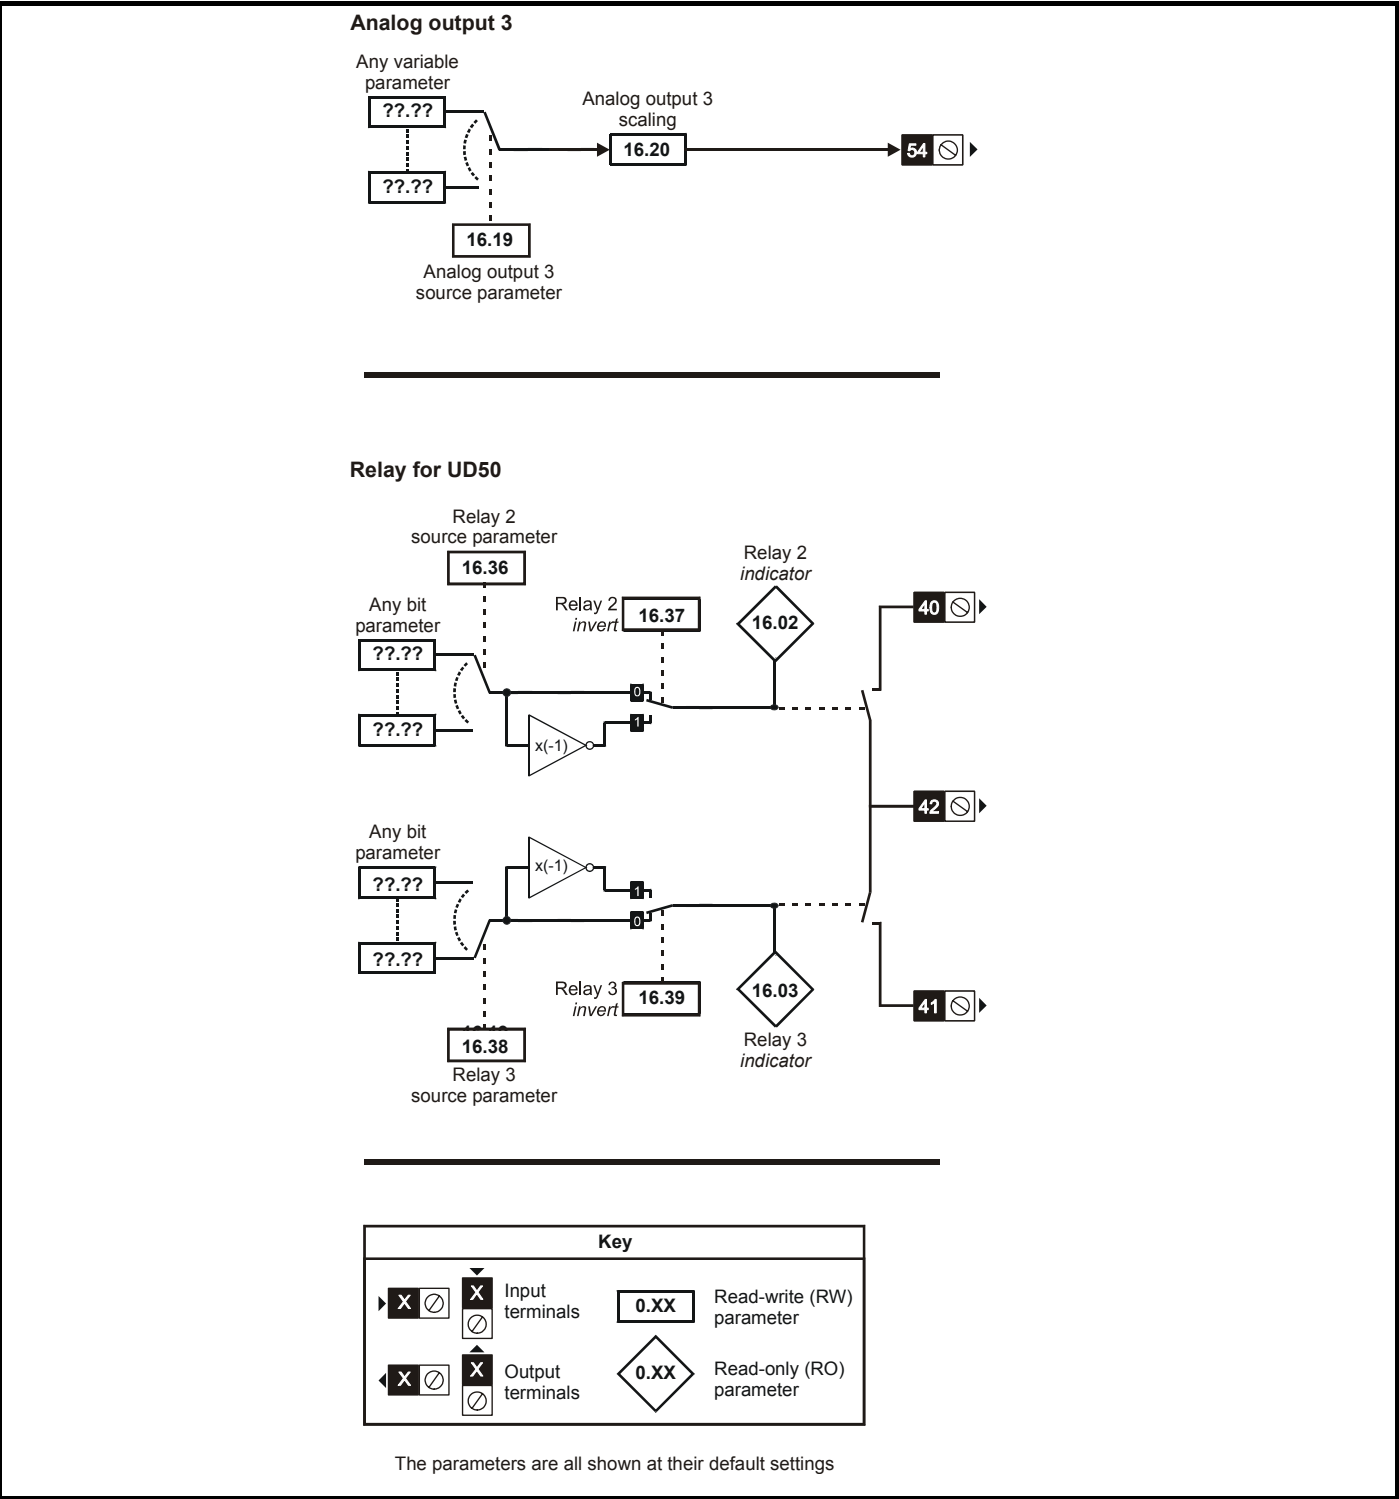 Analog output 3
Any variable
parameter
??.??
??.??
Analog output 3
scaling
16.20
54
16.19
Analog output 3
source parameter
Relay for UD50
Relay 2
source parameter
16.36
Any bit
parameter
??.??
??.??
Relay 2
invert
16.37
Relay 2
indicator
16.02
0
1
x(-1)
40
42
Any bit
parameter
??.??
??.??
x(-1)
1
0
Relay 3
invert
16.39
16.03
Relay 3
indicator
41
16.38
Relay 3
source parameter
Key
X
X
Input
terminals
0.XX
Read-write (RW)
parameter
X
X
Output
terminals
0.XX
Read-only (RO)
parameter
The parameters are all shown at their default settings